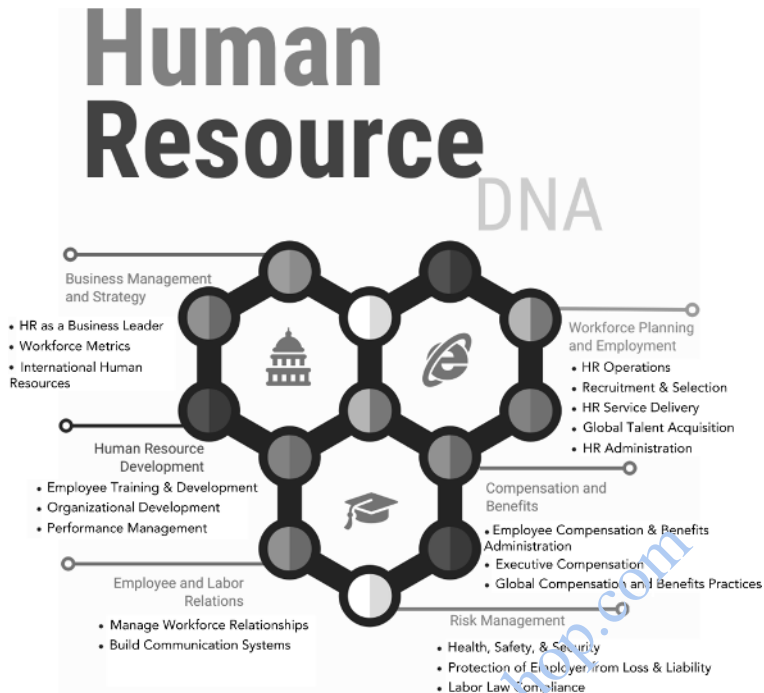 Human
Resource
DNA
Business Management
and Strategy
• HR as a Business Leader
• Workforce Metrics
• International Human
Resources
Human Resource
Development
• Employee Training & Development
• Organizational Development
• Performance Management
Employee and Labor
Relations
• Manage Workforce Relationships
• Build Communication Systems
Workforce Planning
and Employment
• HR Operations
• Recruitment & Selection
• HR Service Delivery
• Global Talent Acquisition
• HR Administration
Compensation and
Benefits
• Employee Compensation & Benefits
Administration
• Executive Compensation
• Global Compensation and Benefits Practices
Risk Management
• Health, Safety, & Security
• Protection of Employer from Loss & Liability
• Labor Law Compliance
hop.com